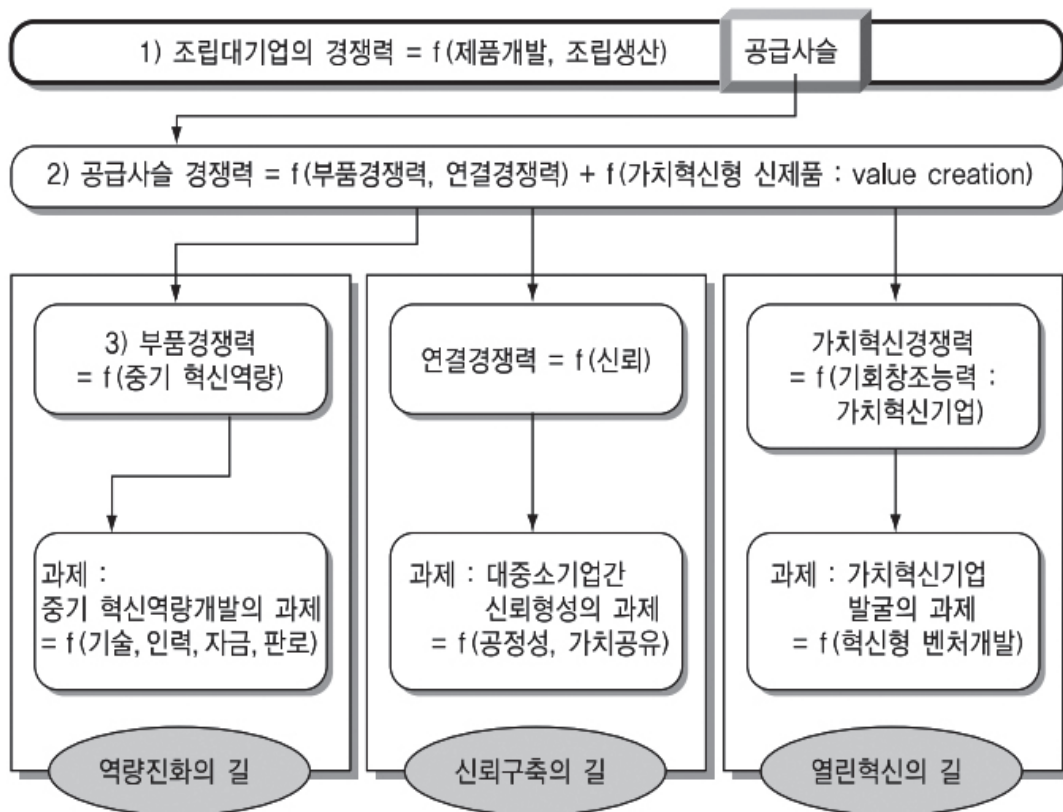 1) 조립대기업의 경쟁력 = f(제품개발, 조립생산) 공급사슬
2) 공급사슬 경쟁력 = f(부품경쟁력, 연결경쟁력) + f(가치혁신형 신제품 : value creation)
3) 부품경쟁력
= f(중기 혁신역량)
연결경쟁력 = f(신뢰)
가치혁신경쟁력
= f(기회창조능력 :
가치혁신기업)
과제 :
중기 혁신역량개발의 과제
= f(기술, 인력, 자금, 판로)
과제 : 대중소기업간
신뢰형성의 과제
= f(공정성, 가치공유)
과제 : 가치혁신기업
발굴의 과제
= f(혁신형 벤처개발)
역량진화의 길
신뢰구축의 길
열린혁신의 길